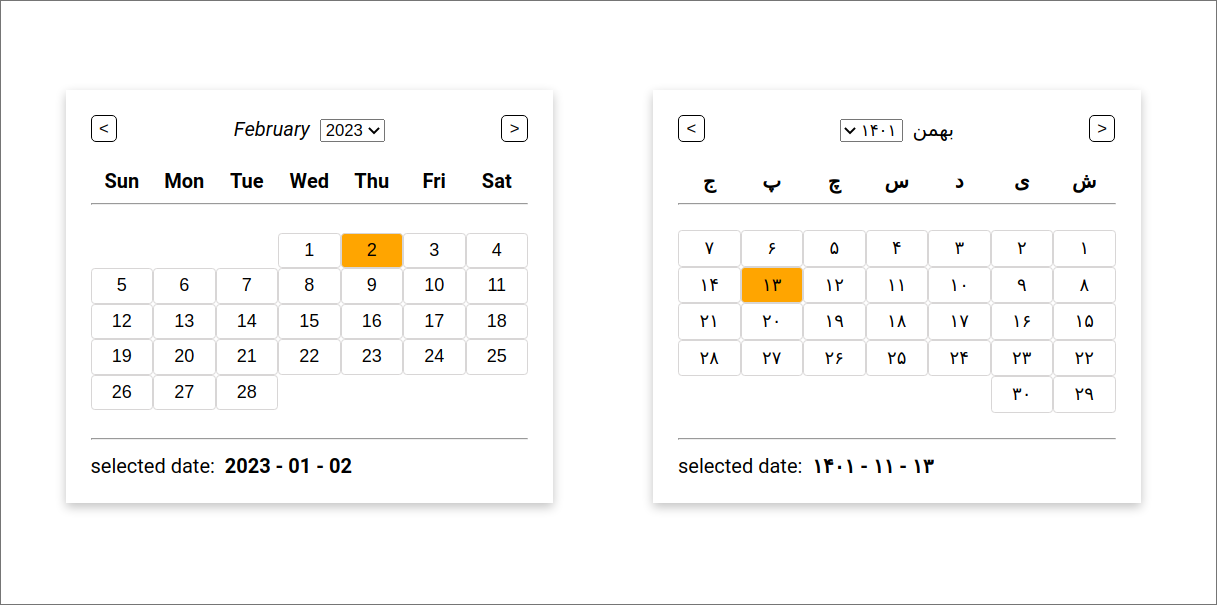 < February 2023 >
Sun Mon Tue Wed Thu Fri Sat
1 2 3 4
5 6 7 8 9 10 11
12 13 14 15 16 17 18
19 20 21 22 23 24 25
26 27 28
selected date: 2023 - 01 - 02
< بهمن ۱۴۰۱ >
ش ی د س چ پ ج
۱ ۲ ۳ ۴ ۵ ۶ ۷
۸ ۹ ۱۰ ۱۱ ۱۲ ۱۳ ۱۴
۱۵ ۱۶ ۱۷ ۱۸ ۱۹ ۲۰ ۲۱
۲۲ ۲۳ ۲۴ ۲۵ ۲۶ ۲۷ ۲۸
۲۹ ۳۰
selected date: ۱۴۰۱ - ۱۱ - ۱۳